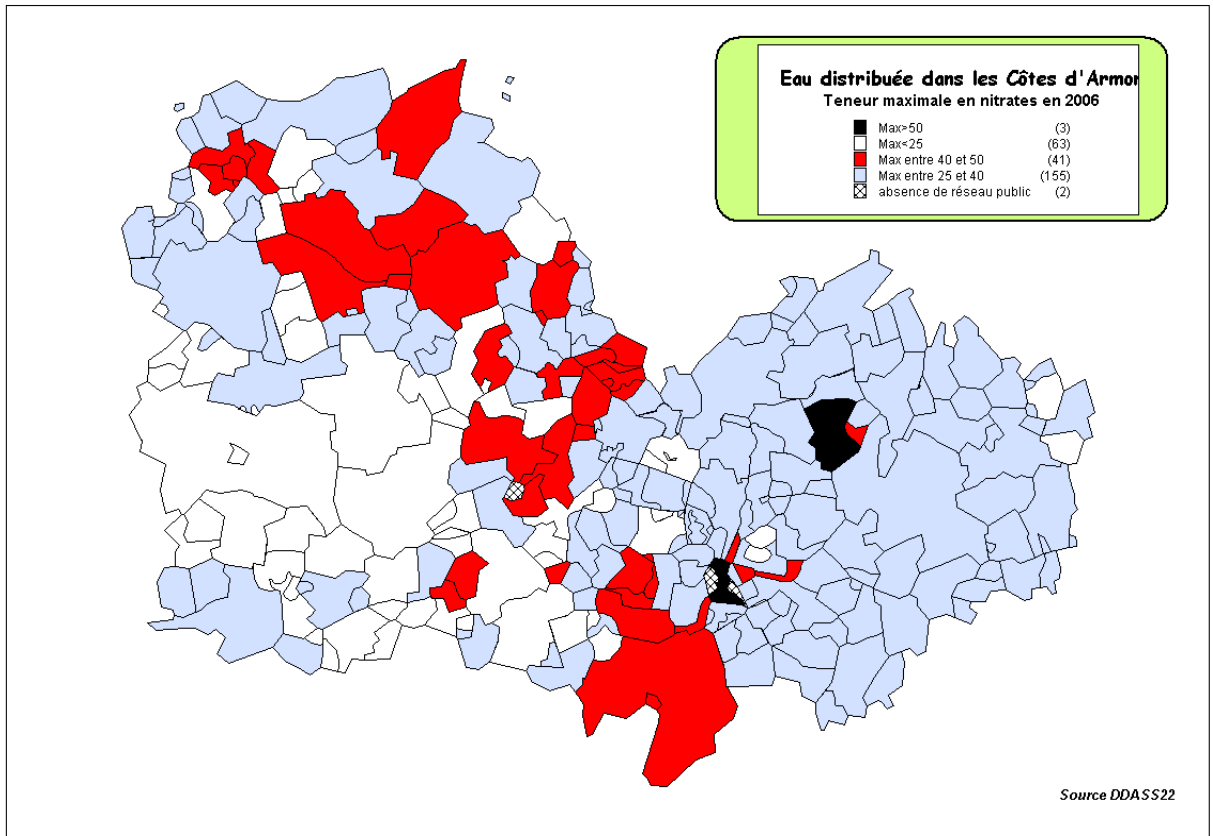 Eau distribuée dans les Côtes d'Armor
Teneur maximale en nitrates en 2006
Max>50 (3)
Max<25 (63)
Max entre 40 et 50 (41)
Max entre 25 et 40 (155)
absence de réseau public (2)
Source DDASS22